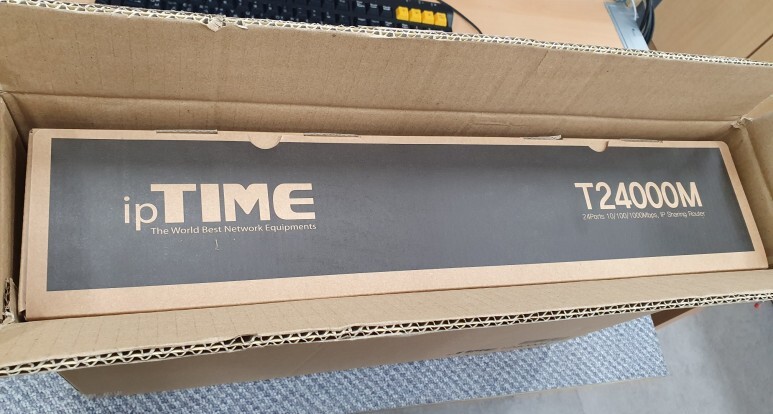 ipTIME
The World Best Network Equipments
T24000M
24Ports 10/100/1000Mbps, IP Sharing Router